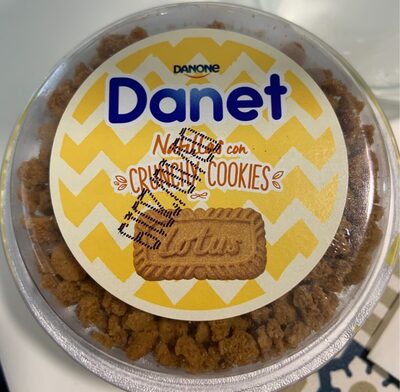 DANONE
Danet
Natillas con
CRUNCHY COOKIES
Lotus